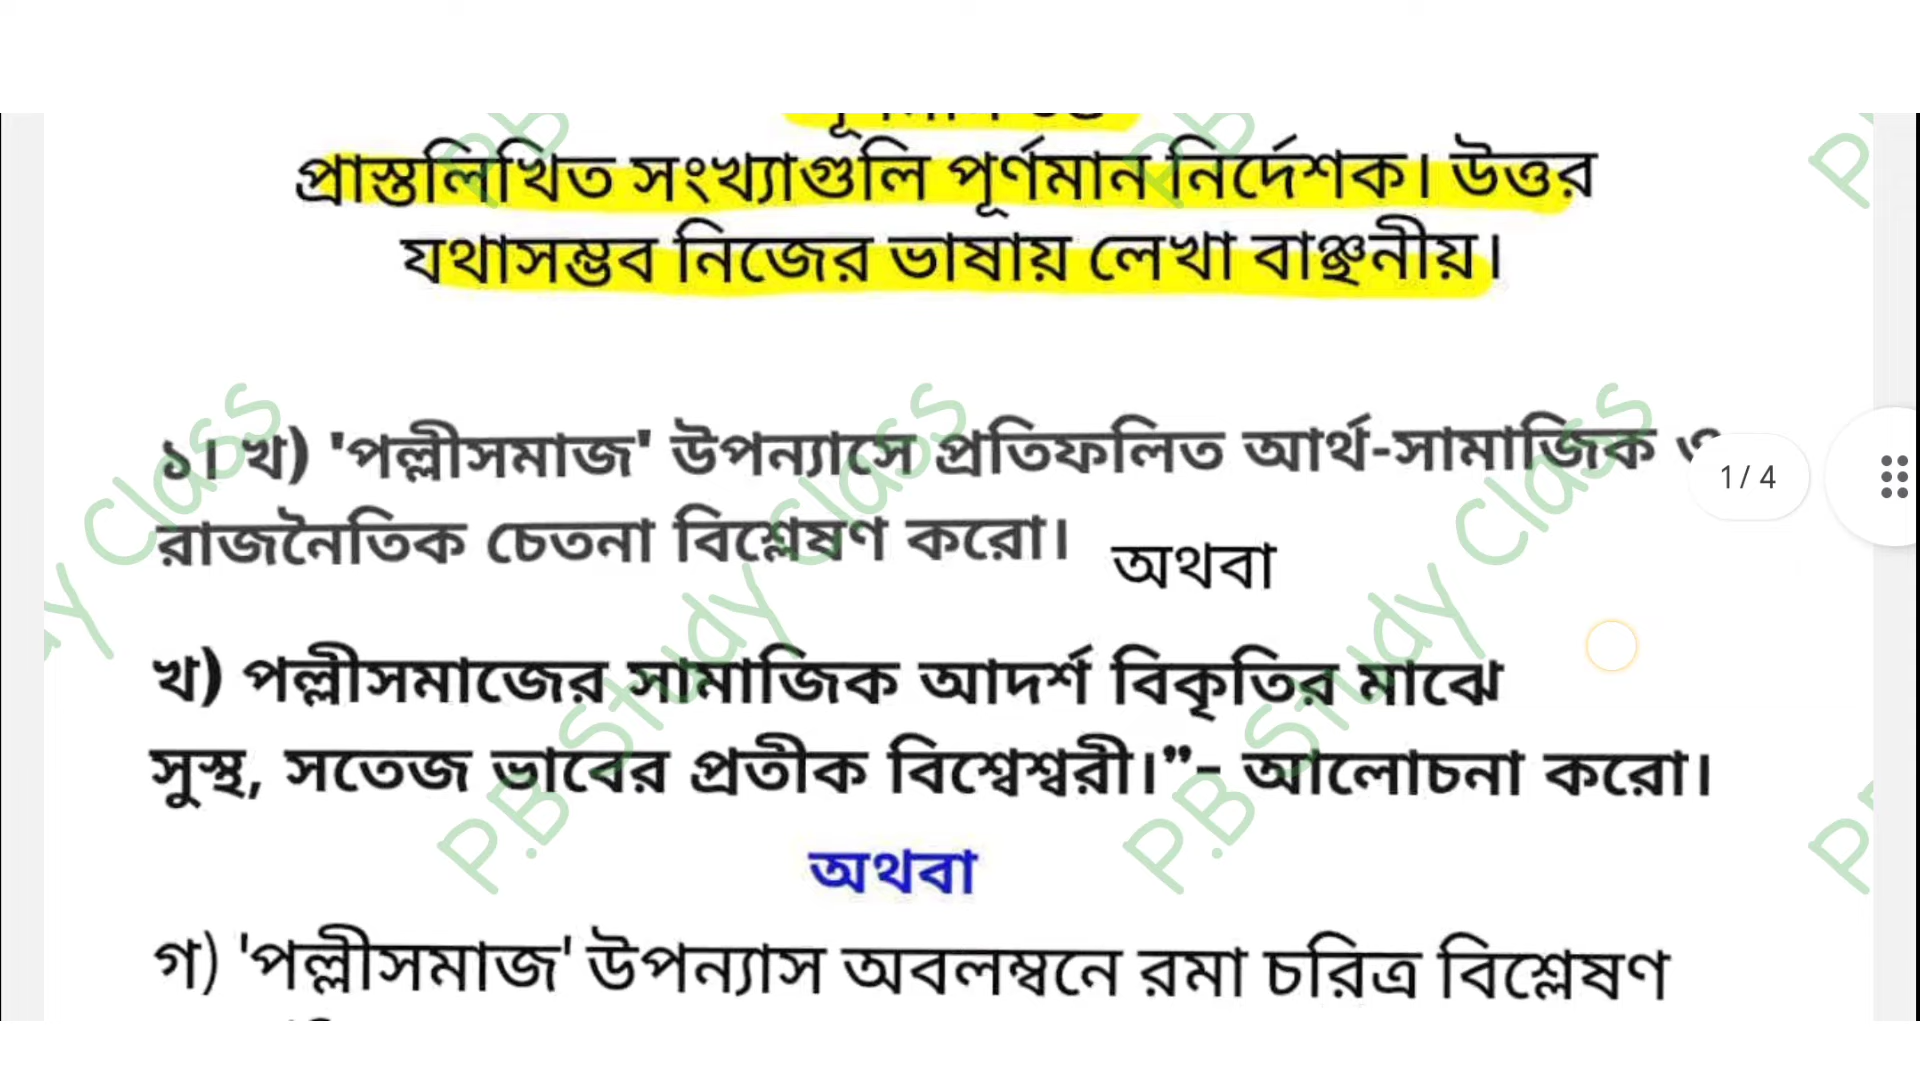 প্রান্তলিখিত সংখ্যাগুলি পূর্ণমান নির্দেশক। উত্তর
যথাসম্ভব নিজের ভাষায় লেখা বাঞ্ছনীয়।
১। খ) 'পল্লীসমাজ' উপন্যাসে প্রতিফলিত আর্থ-সামাজিক ও
1 / 4
রাজনৈতিক চেতনা বিশ্লেষণ করো।
অথবা
খ) পল্লীসমাজের সামাজিক আদর্শ বিকৃতির মাঝে
সুস্থ, সতেজ ভাবের প্রতীক বিশ্বেশ্বরী।”- আলোচনা করো।
অথবা
গ) 'পল্লীসমাজ' উপন্যাস অবলম্বনে রমা চরিত্র বিশ্লেষণ
P.B Study Class
P.B Study Class